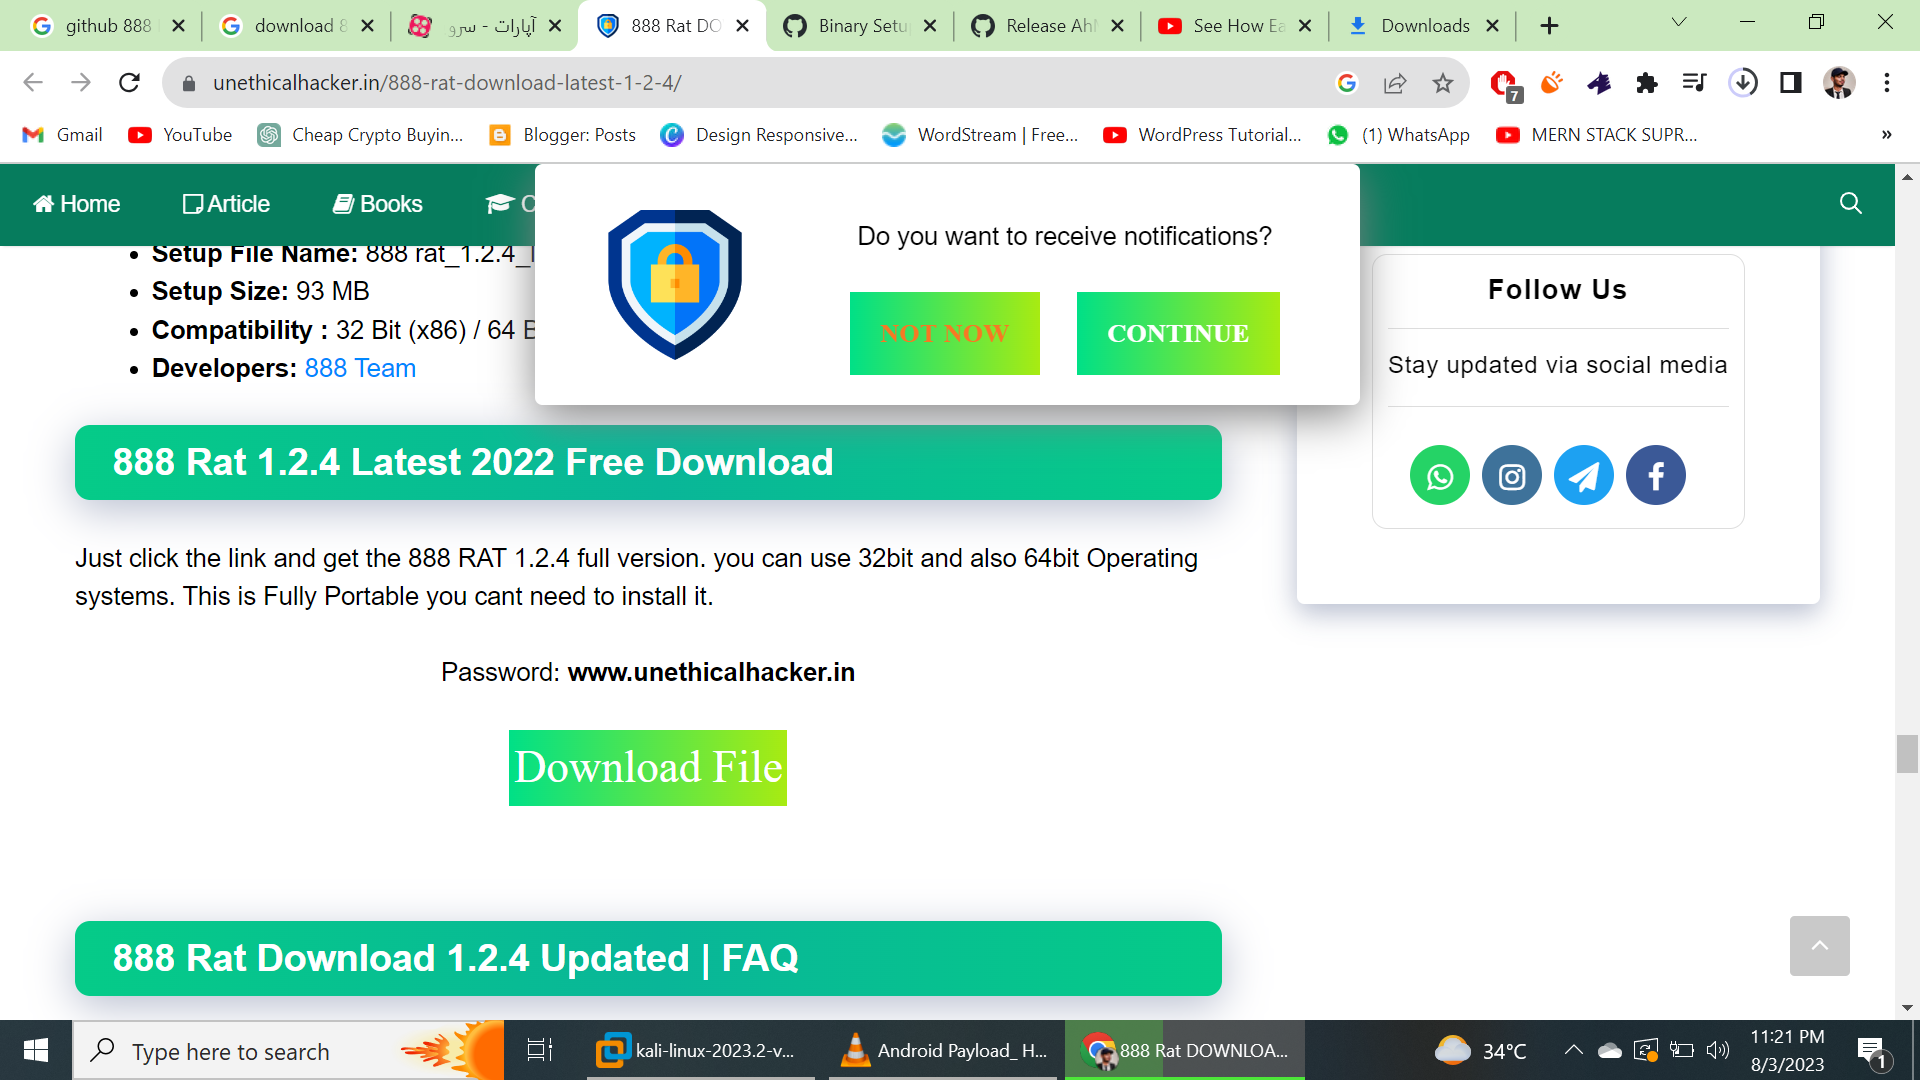 github 888
download 8
آپارات - سرو
888 Rat DO
Binary Setu
Release Ah
See How Ea
Downloads
unethicalhacker.in/888-rat-download-latest-1-2-4/
7
Gmail
YouTube
Cheap Crypto Buyin...
Blogger: Posts
Design Responsive...
WordStream | Free...
WordPress Tutorial...
(1) WhatsApp
MERN STACK SUPR...
»
Home
Article
Books
C
Do you want to receive notifications?
NOT NOW
CONTINUE
Setup File Name: 888 rat_1.2.4_
Setup Size: 93 MB
Compatibility : 32 Bit (x86) / 64 B
Developers: 888 Team
Follow Us
Stay updated via social media
888 Rat 1.2.4 Latest 2022 Free Download
Just click the link and get the 888 RAT 1.2.4 full version. you can use 32bit and also 64bit Operating
systems. This is Fully Portable you cant need to install it.
Password: www.unethicalhacker.in
Download File
888 Rat Download 1.2.4 Updated | FAQ
Type here to search
kali-linux-2023.2-v...
Android Payload_ H...
888 Rat DOWNLOA...
34°C
11:21 PM
8/3/2023
1